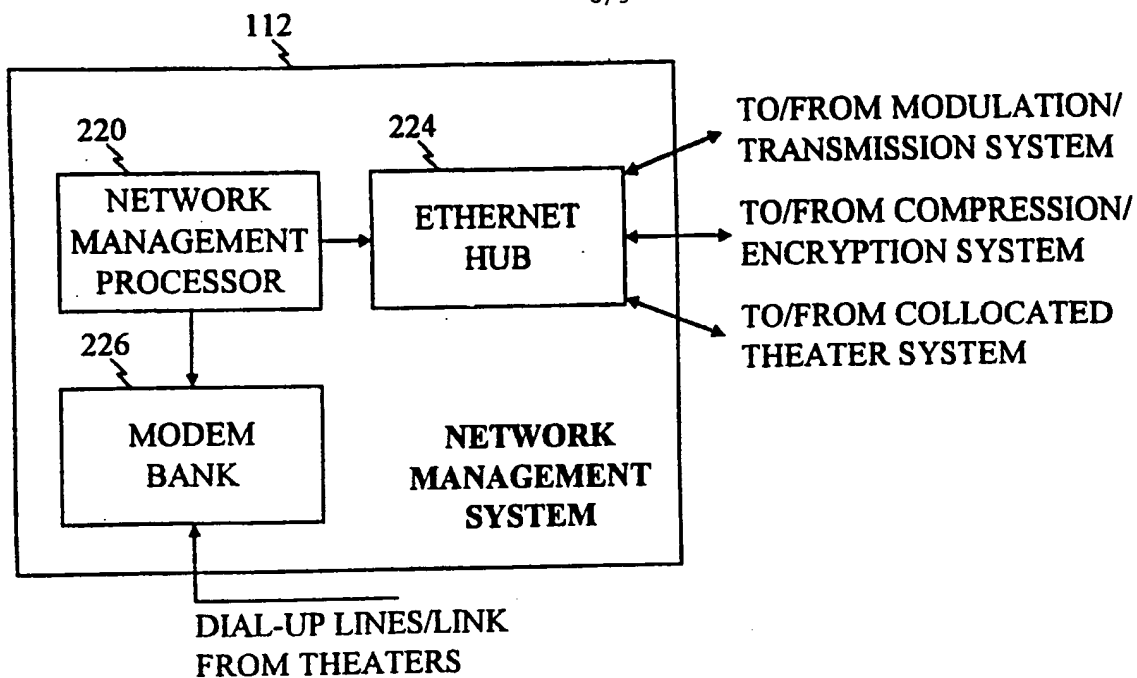 112
220
NETWORK
MANAGEMENT
PROCESSOR
224
ETHERNET
HUB
TO/FROM MODULATION/
TRANSMISSION SYSTEM
TO/FROM COMPRESSION/
ENCRYPTION SYSTEM
TO/FROM COLLOCATED
THEATER SYSTEM
226
MODEM
BANK
NETWORK
MANAGEMENT
SYSTEM
DIAL-UP LINES/LINK
FROM THEATERS